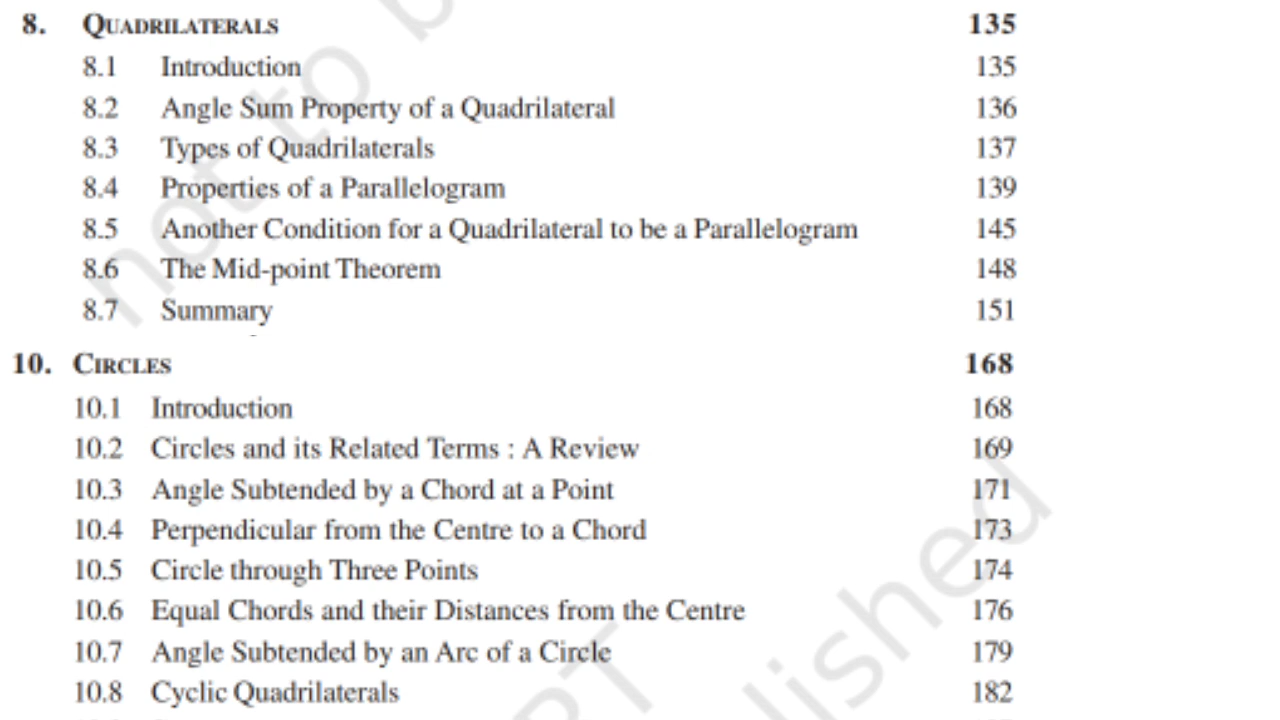 8. QUADRILATERALS 135
8.1 Introduction 135
8.2 Angle Sum Property of a Quadrilateral 136
8.3 Types of Quadrilaterals 137
8.4 Properties of a Parallelogram 139
8.5 Another Condition for a Quadrilateral to be a Parallelogram 145
8.6 The Mid-point Theorem 148
8.7 Summary 151
10. CIRCLES 168
10.1 Introduction 168
10.2 Circles and its Related Terms : A Review 169
10.3 Angle Subtended by a Chord at a Point 171
10.4 Perpendicular from the Centre to a Chord 173
10.5 Circle through Three Points 174
10.6 Equal Chords and their Distances from the Centre 176
10.7 Angle Subtended by an Arc of a Circle 179
10.8 Cyclic Quadrilaterals 182
not to b